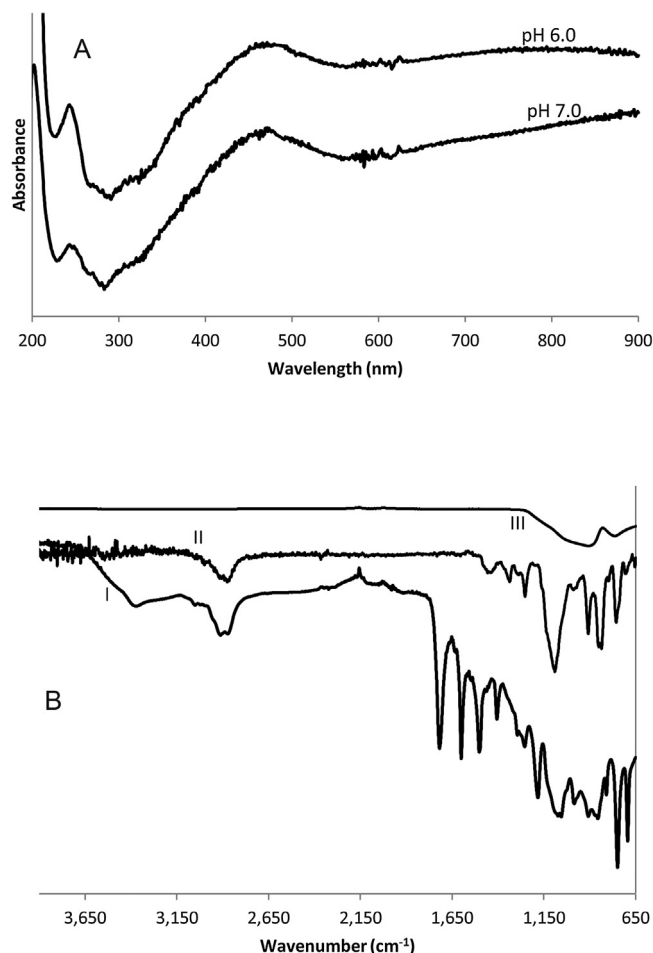 A
pH 6.0
pH 7.0
Absorbance
200 300 400 500 600 700 800 900
Wavelength (nm)
III
II
I
B
3,650 3,150 2,650 2,150 1,650 1,150 650
Wavenumber (cm-1)